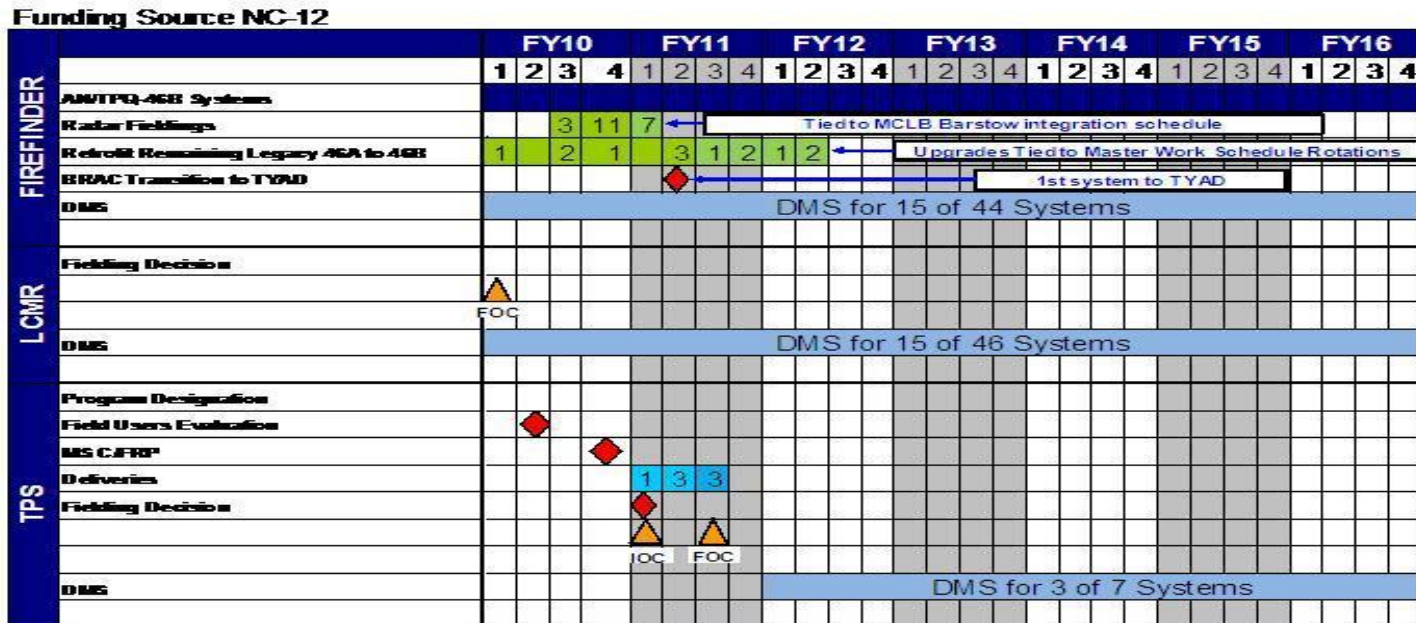 Funding Source NC-12
FY10 FY11 FY12 FY13 FY14 FY15 FY16
1 2 3 4 1 2 3 4 1 2 3 4 1 2 3 4 1 2 3 4 1 2 3 4 1 2 3 4
FIREFINDER
AN/TPQ-46B Systems
Radar Fieldings 3 11 7 Tied to MCLB Barstow integration schedule
Retrofit Remaining Legacy 46A to 46B 1 2 1 3 1 2 1 2 Upgrades Tied to Master Work Schedule Rotations
BRAC Transition to TYAD 1st system to TYAD
DMS DMS for 15 of 44 Systems
LCMR
Fielding Decision
FOC
DMS DMS for 15 of 46 Systems
TPS
Program Designation
Field Users Evaluation
MS C/FRP
Deliveries 1 3 3
Fielding Decision
IOC FOC
DMS DMS for 3 of 7 Systems